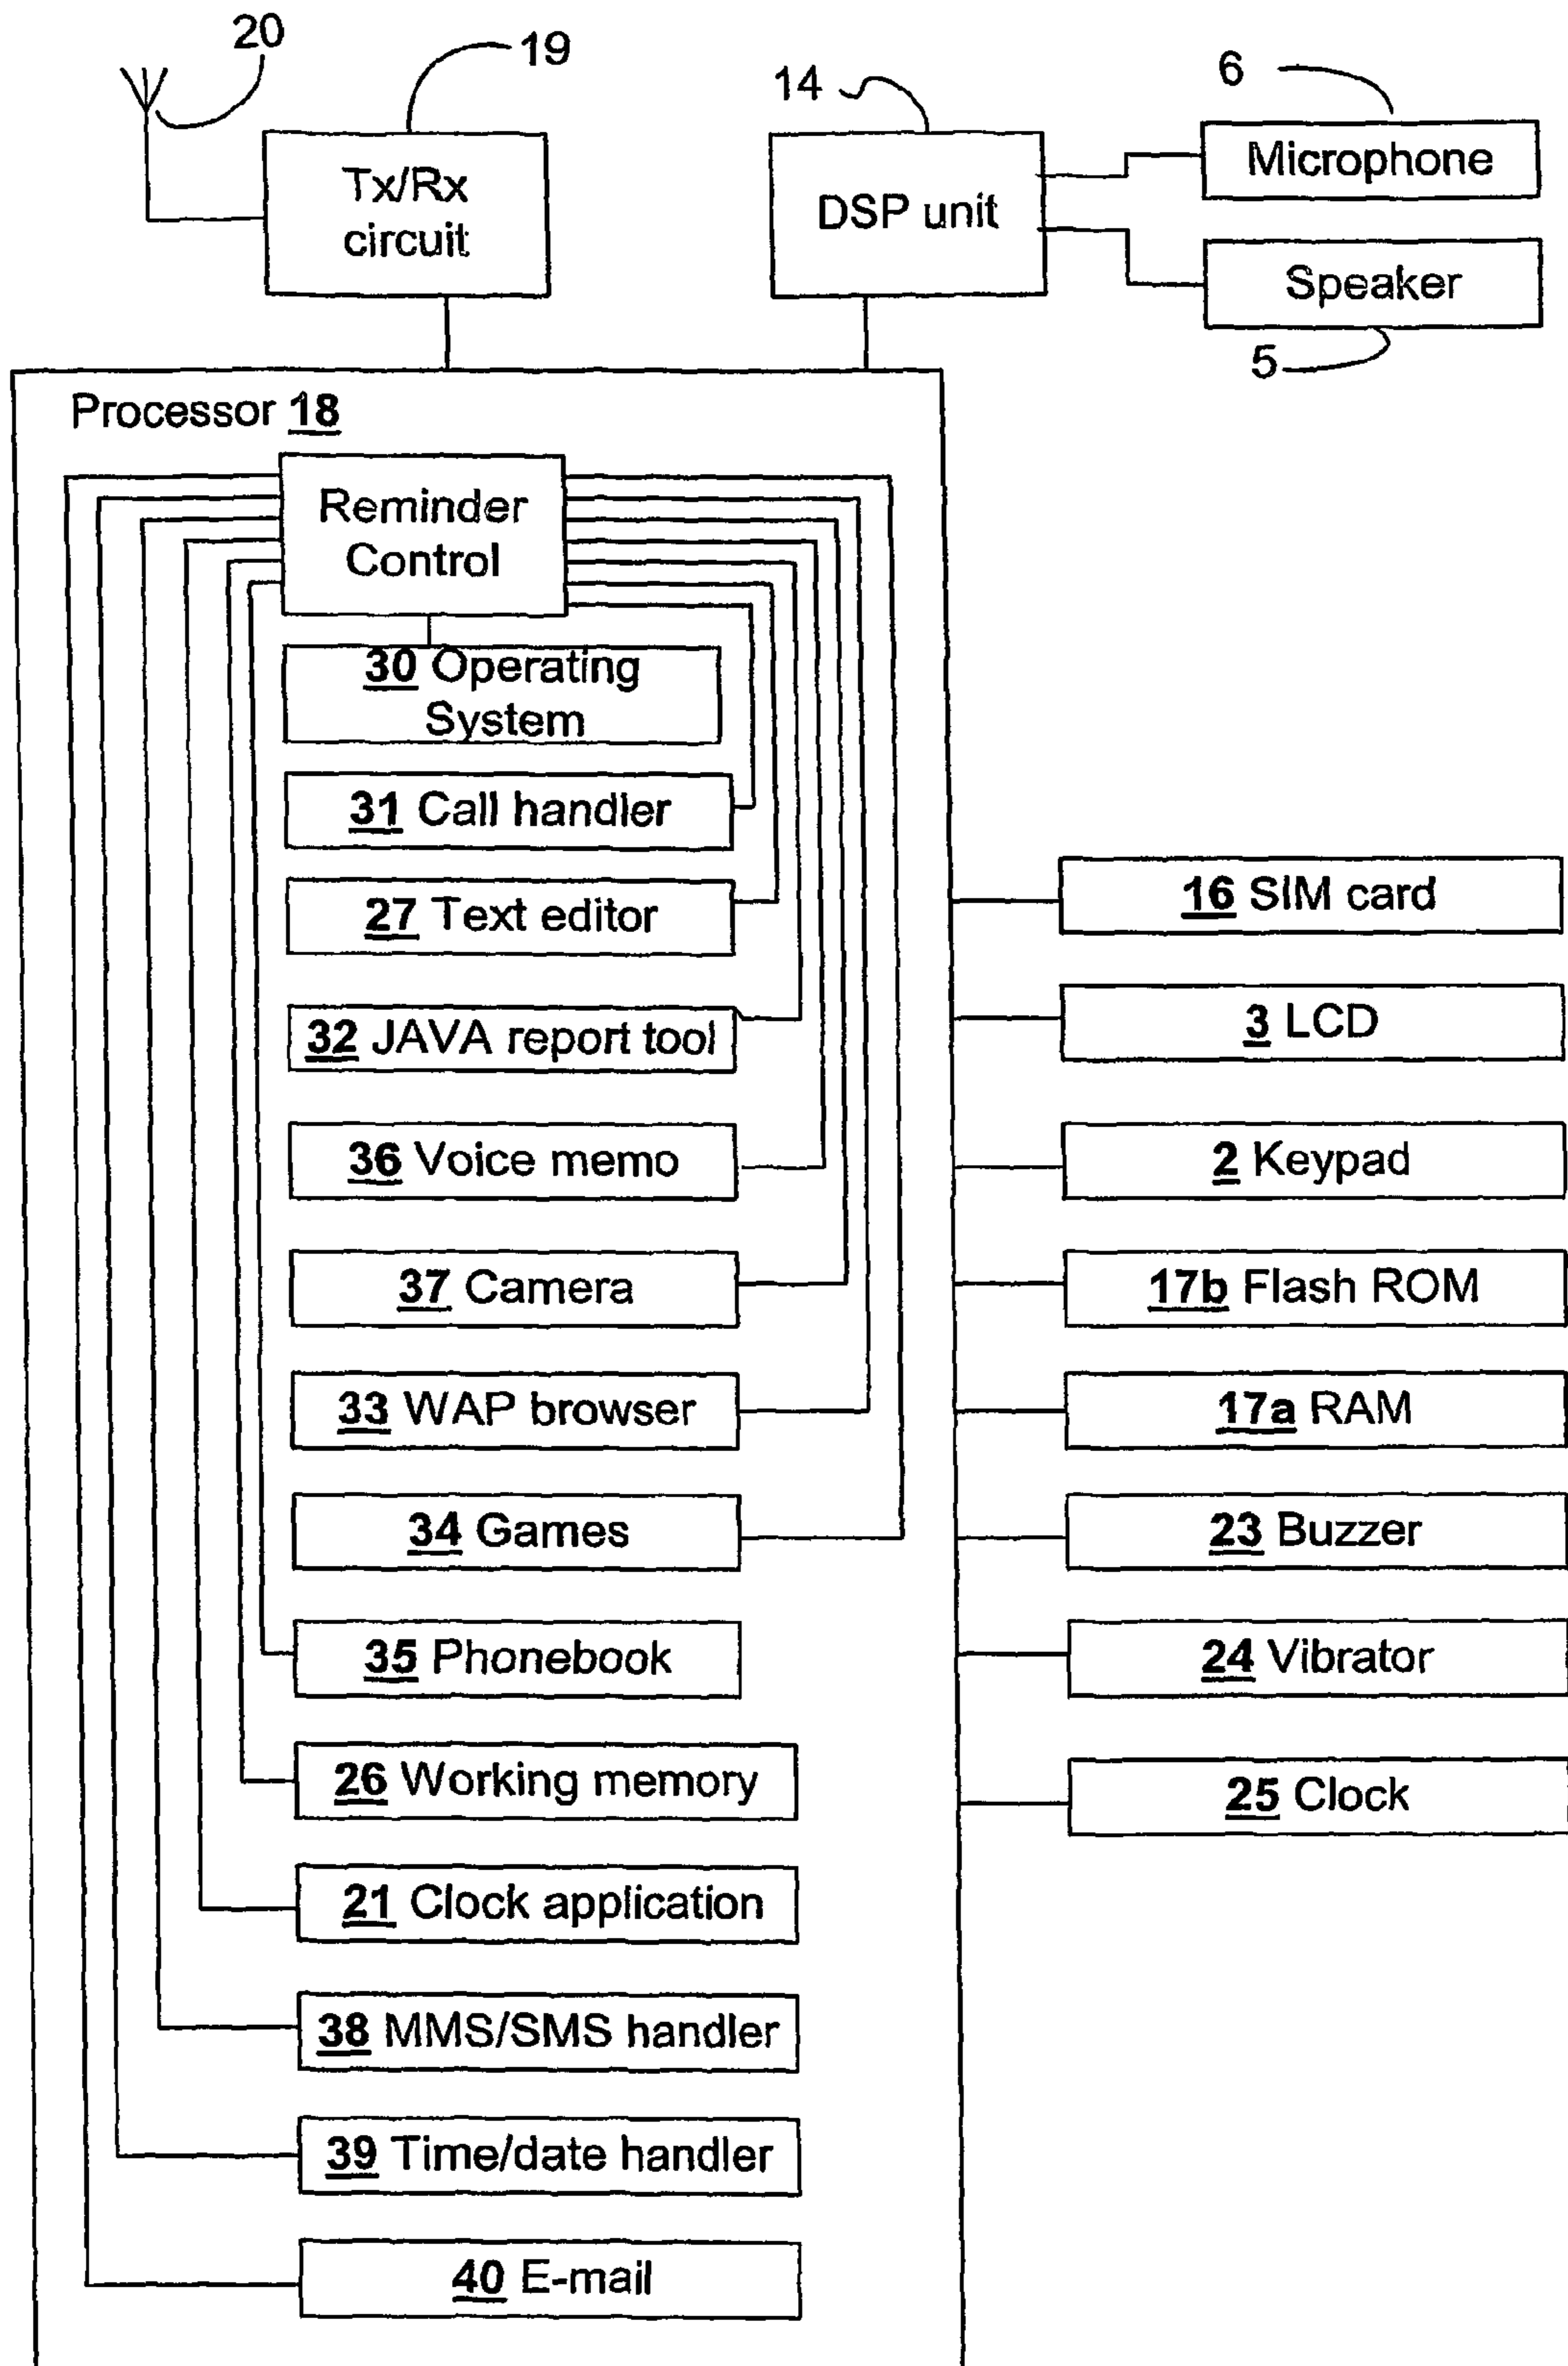 20
19
14
6
Tx/Rx
circuit
DSP unit
Microphone
Speaker
5
Processor 18
Reminder
Control
30 Operating
System
31 Call handler
27 Text editor
32 JAVA report tool
36 Voice memo
37 Camera
33 WAP browser
34 Games
35 Phonebook
26 Working memory
21 Clock application
38 MMS/SMS handler
39 Time/date handler
40 E-mail
16 SIM card
3 LCD
2 Keypad
17b Flash ROM
17a RAM
23 Buzzer
24 Vibrator
25 Clock